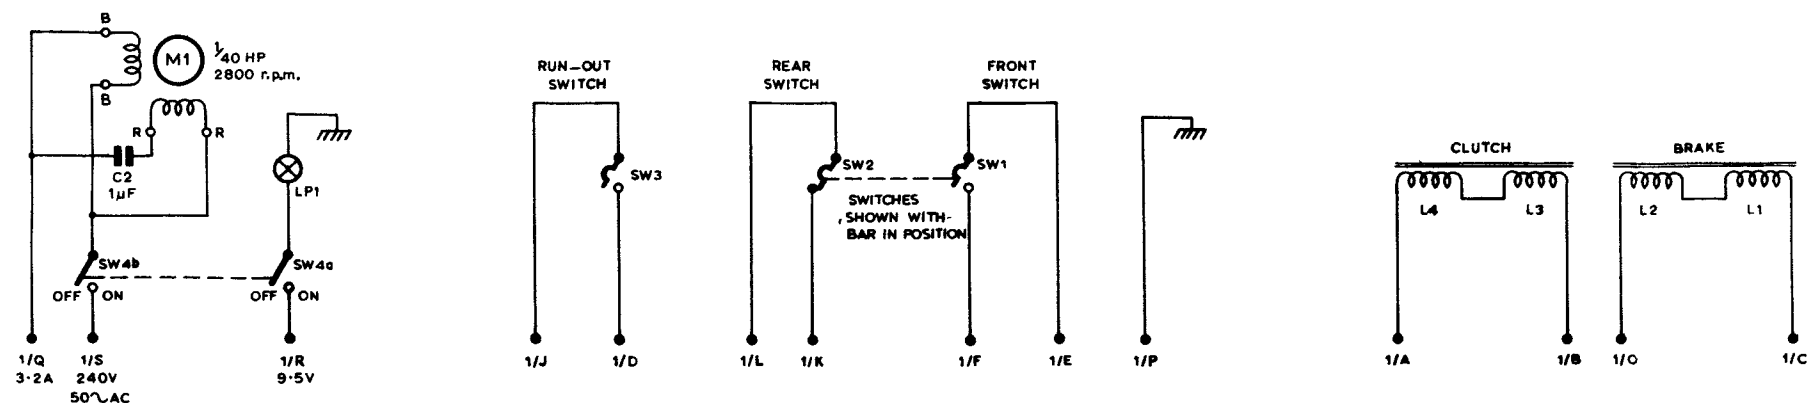 B
M1
1/40 HP
2800 r.p.m.
B
R
R
C2
1µF
LP1
SW4b
OFF
ON
SW4a
OFF
ON
1/Q
3·2A
1/S
240V
50~AC
1/R
9·5V
RUN-OUT
SWITCH
SW3
1/J
1/D
REAR
SWITCH
SW2
FRONT
SWITCH
SW1
SWITCHES
SHOWN WITH-
BAR IN POSITION
1/L
1/K
1/F
1/E
1/P
CLUTCH
L4
L3
1/A
1/B
BRAKE
L2
L1
1/O
1/C